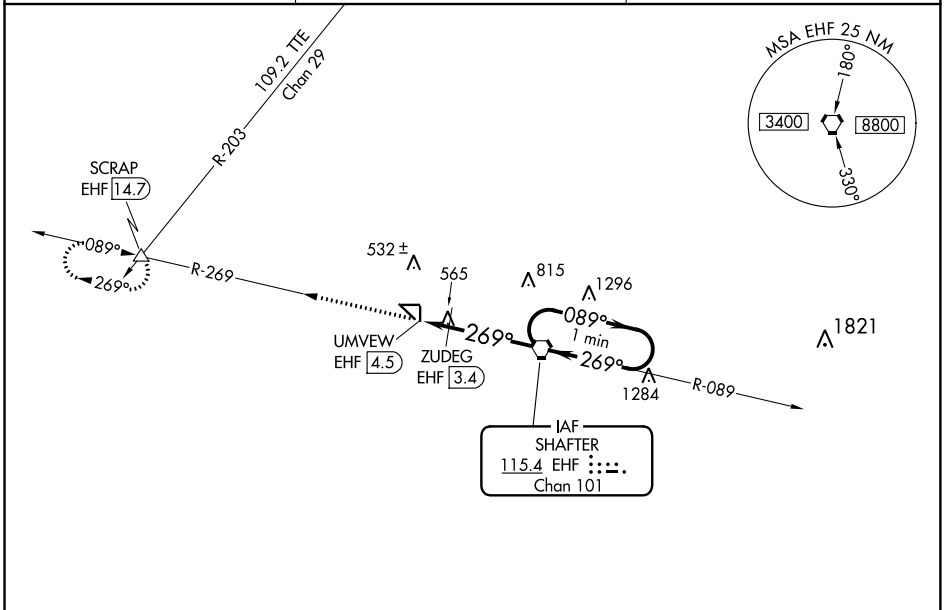 MSA EHF 25 NM
180°
3400
8800
330°
109.2 TTE
Chan 29
R-203
SCRAP
EHF 14.7
089°
269°
R-269
532 ±
565
815
1296
1821
UMVEW
EHF 4.5
ZUDEG
EHF 3.4
269°
089°
1 min
269°
1284
R-089
IAF
SHAFTER
115.4 EHF
Chan 101